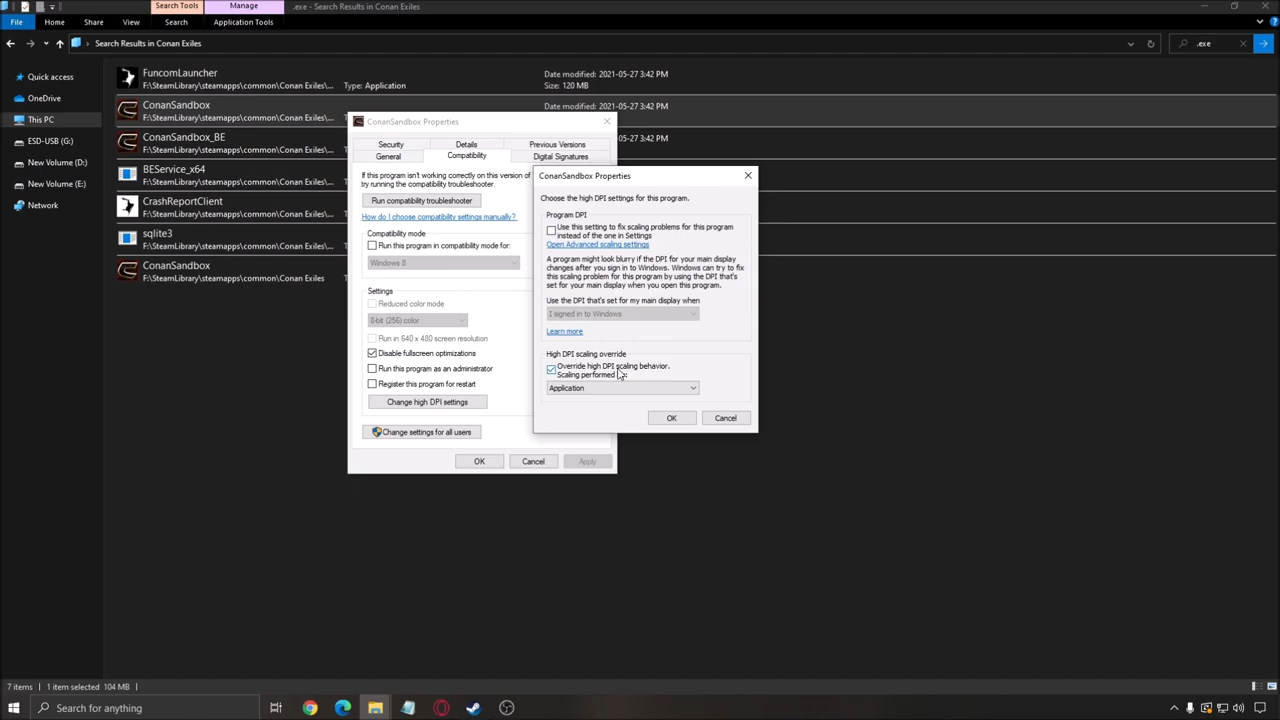 Search Tools
Manage
.exe - Search Results in Conan Exiles
File
Home
Share
View
Search
Application Tools
Search Results in Conan Exiles
.exe
Quick access
OneDrive
This PC
ESD-USB (G:)
New Volume (D:)
New Volume (E:)
Network
FuncomLauncher
F:\SteamLibrary\steamapps\common\Conan Exiles\...
Type: Application
Date modified: 2021-05-27 3:42 PM
Size: 120 MB
ConanSandbox
F:\SteamLibrary\steamapps\common\Conan Exiles\...
Date modified: 2021-05-27 3:42 PM
ConanSandbox_BE
F:\SteamLibrary\steamapps\common\Conan Exiles\...
Date modified: 2021-05-27 3:42 PM
BEService_x64
F:\SteamLibrary\steamapps\common\Conan Exiles\...
CrashReportClient
F:\SteamLibrary\steamapps\common\Conan Exiles\...
sqlite3
F:\SteamLibrary\steamapps\common\Conan Exiles\...
ConanSandbox
F:\SteamLibrary\steamapps\common\Conan Exiles
ConanSandbox Properties
Security
Details
Previous Versions
General
Compatibility
Digital Signatures
If this program isn't working correctly on this version of
try running the compatibility troubleshooter.
Run compatibility troubleshooter
How do I choose compatibility settings manually?
Compatibility mode
Run this program in compatibility mode for:
Windows 8
Settings
Reduced color mode
8-bit (256) color
Run in 640 x 480 screen resolution
Disable fullscreen optimizations
Run this program as an administrator
Register this program for restart
Change high DPI settings
Change settings for all users
OK
Cancel
Apply
ConanSandbox Properties
Choose the high DPI settings for this program.
Program DPI
Use this setting to fix scaling problems for this program
instead of the one in Settings
Open Advanced scaling settings
A program might look blurry if the DPI for your main display
changes after you sign in to Windows. Windows can try to fix
this scaling problem for this program by using the DPI that's
set for your main display when you open this program.
Use the DPI that's set for my main display when
I signed in to Windows
Learn more
High DPI scaling override
Override high DPI scaling behavior.
Scaling performed
Application
OK
Cancel
7 items
1 item selected 104 MB
Search for anything